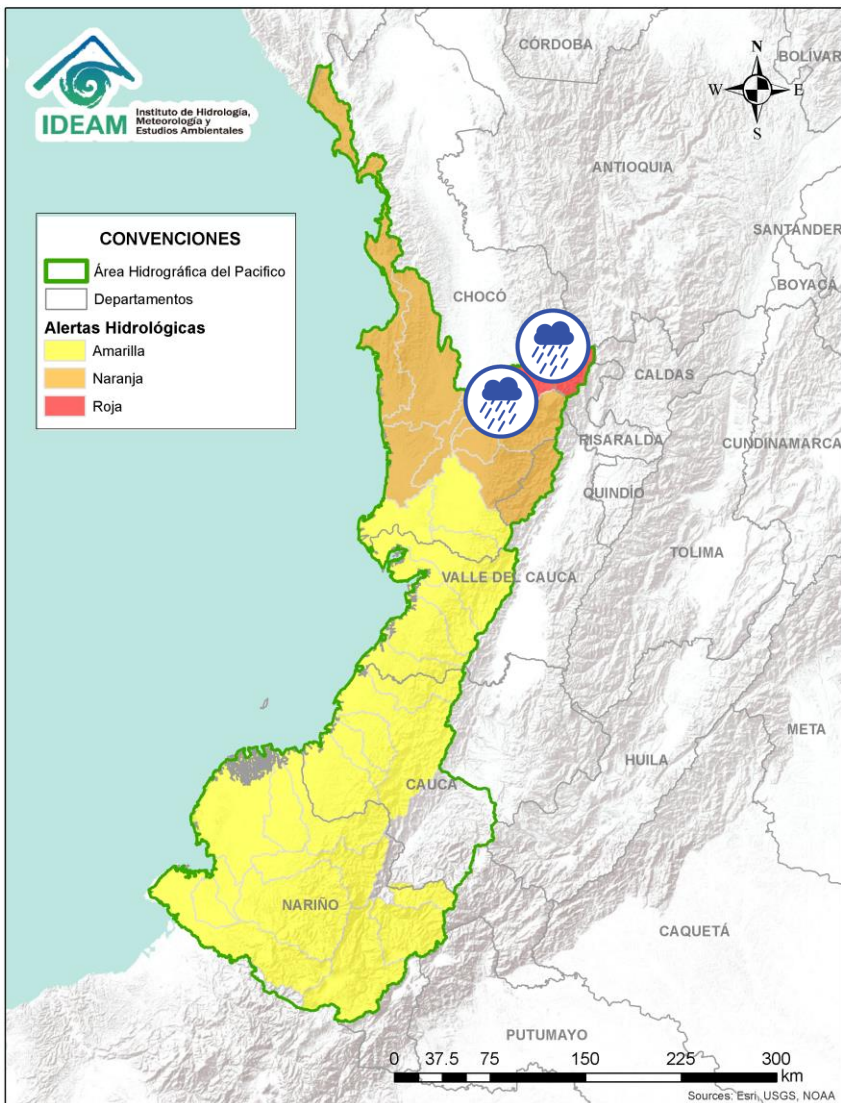 IDEAM
Instituto de Hidrología,
Meteorología y
Estudios Ambientales
N
W
E
S
CÓRDOBA
BOLÍVAR
ANTIOQUIA
SANTANDER
BOYACÁ
CHOCÓ
CALDAS
RISARALDA
CUNDINAMARCA
QUINDÍO
TOLIMA
VALLE DEL CAUCA
META
HUILA
CAUCA
NARIÑO
CAQUETÁ
PUTUMAYO
CONVENCIONES
Área Hidrográfica del Pacifico
Departamentos
Alertas Hidrológicas
Amarilla
Naranja
Roja
0 37.5 75 150 225 300
km
Sources: Esri, USGS, NOAA